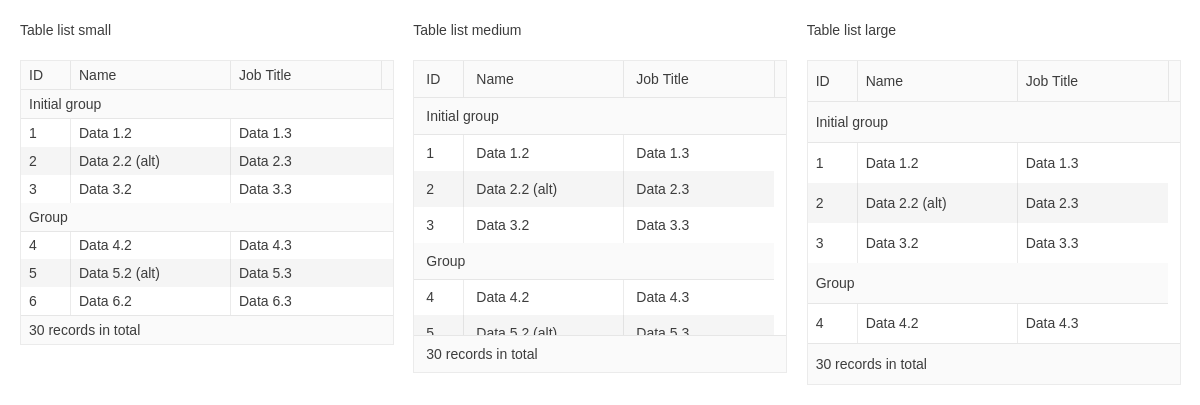 Table list small
ID Name Job Title
Initial group
1 Data 1.2 Data 1.3
2 Data 2.2 (alt) Data 2.3
3 Data 3.2 Data 3.3
Group
4 Data 4.2 Data 4.3
5 Data 5.2 (alt) Data 5.3
6 Data 6.2 Data 6.3
30 records in total
Table list medium
ID Name Job Title
Initial group
1 Data 1.2 Data 1.3
2 Data 2.2 (alt) Data 2.3
3 Data 3.2 Data 3.3
Group
4 Data 4.2 Data 4.3
5 Data 5.2 (alt) Data 5.3
30 records in total
Table list large
ID Name Job Title
Initial group
1 Data 1.2 Data 1.3
2 Data 2.2 (alt) Data 2.3
3 Data 3.2 Data 3.3
Group
4 Data 4.2 Data 4.3
30 records in total